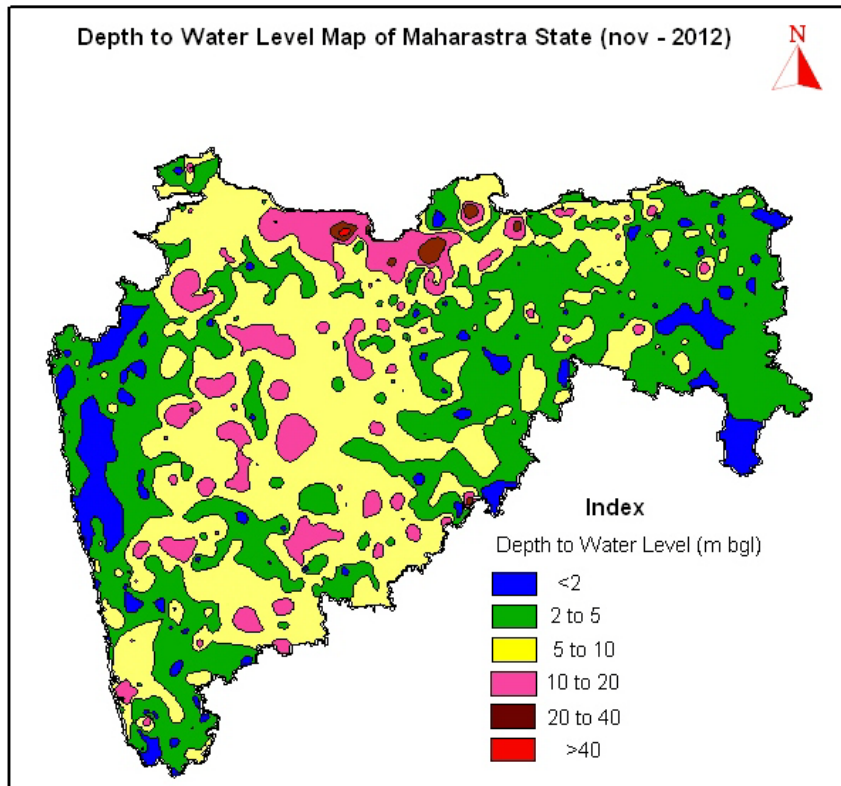 Depth to Water Level Map of Maharastra State (nov - 2012)
N
Index
Depth to Water Level (m bgl)
<2
2 to 5
5 to 10
10 to 20
20 to 40
>40